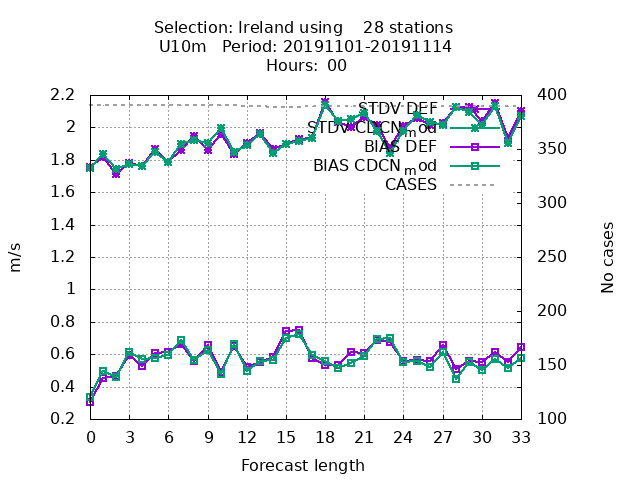 Selection: Ireland using    28 stations
U10m   Period: 20191101-20191114
Hours: 00
2.2
2
1.8
1.6
1.4
1.2
1
0.8
0.6
0.4
0.2
m/s
STDV DEF
STDV CDCN_mod
BIAS DEF
BIAS CDCN_mod
CASES
400
350
300
250
200
150
100
No cases
0 3 6 9 12 15 18 21 24 27 30 33
Forecast length